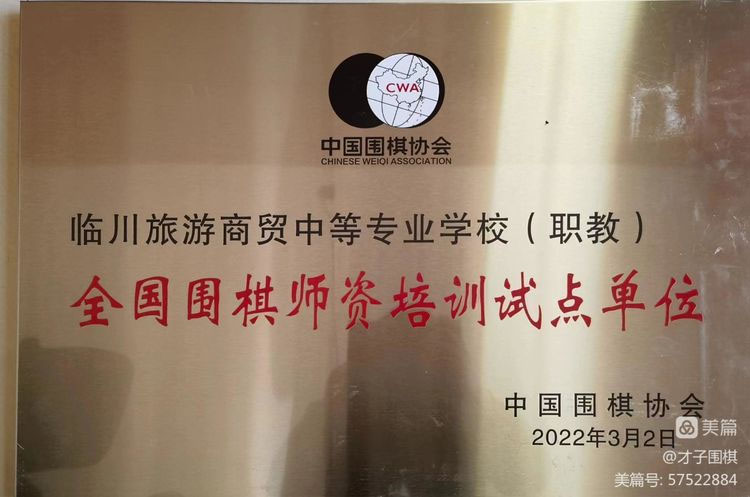 CWA
中国围棋协会
CHINESE WEIQI ASSOCIATION
临川旅游商贸中等专业学校（职教）
全国围棋师资培训试点单位
中国围棋协会
2022年3月2日
美篇
@才子围棋
美篇号: 57522884